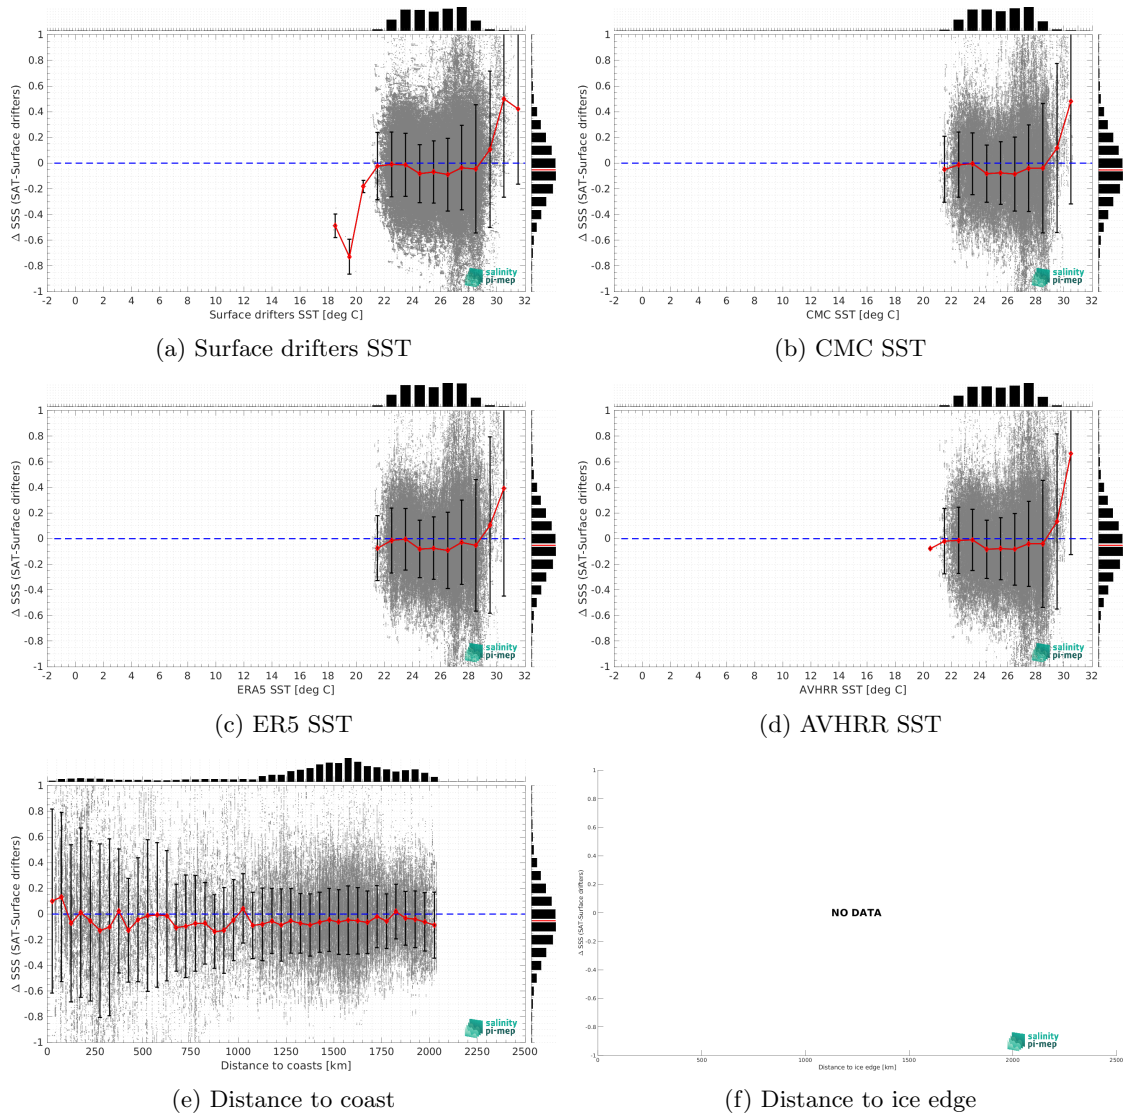 1
0.8
0.6
0.4
0.2
0
-0.2
-0.4
-0.6
-0.8
-1
Δ SSS (SAT-Surface drifters)
-2 0 2 4 6 8 10 12 14 16 18 20 22 24 26 28 30 32
Surface drifters SST [deg C]
salinity
pi-mep
(a) Surface drifters SST
1
0.8
0.6
0.4
0.2
0
-0.2
-0.4
-0.6
-0.8
-1
Δ SSS (SAT-Surface drifters)
-2 0 2 4 6 8 10 12 14 16 18 20 22 24 26 28 30 32
CMC SST [deg C]
salinity
pi-mep
(b) CMC SST
1
0.8
0.6
0.4
0.2
0
-0.2
-0.4
-0.6
-0.8
-1
Δ SSS (SAT-Surface drifters)
-2 0 2 4 6 8 10 12 14 16 18 20 22 24 26 28 30 32
ERA5 SST [deg C]
salinity
pi-mep
(c) ER5 SST
1
0.8
0.6
0.4
0.2
0
-0.2
-0.4
-0.6
-0.8
-1
Δ SSS (SAT-Surface drifters)
-2 0 2 4 6 8 10 12 14 16 18 20 22 24 26 28 30 32
AVHRR SST [deg C]
salinity
pi-mep
(d) AVHRR SST
1
0.8
0.6
0.4
0.2
0
-0.2
-0.4
-0.6
-0.8
-1
Δ SSS (SAT-Surface drifters)
0 250 500 750 1000 1250 1500 1750 2000 2250 2500
Distance to coasts [km]
salinity
pi-mep
(e) Distance to coast
1
0.8
0.6
0.4
0.2
0
-0.2
-0.4
-0.6
-0.8
-1
Δ SSS (SAT-Surface drifters)
NO DATA
0 500 1000 1500 2000 2500
Distance to ice edge [km]
salinity
pi-mep
(f) Distance to ice edge